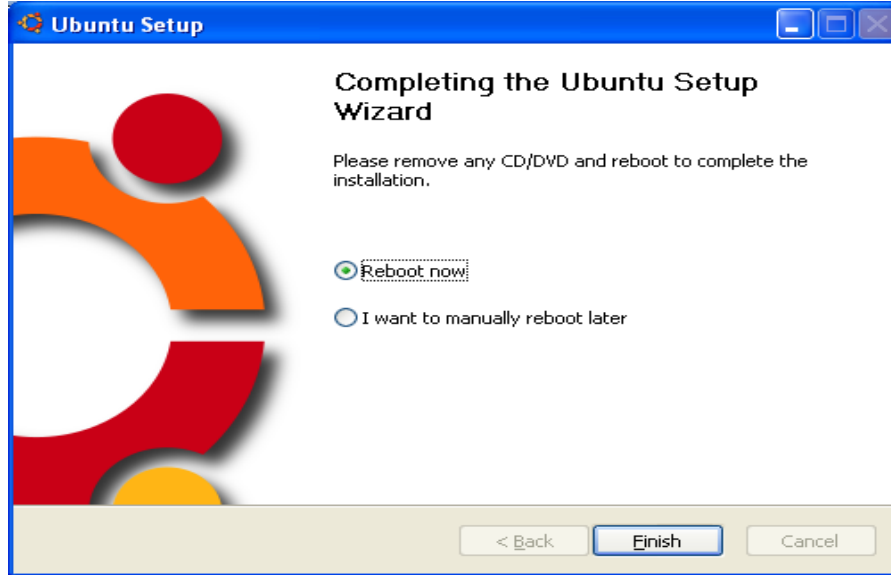 Ubuntu Setup
Completing the Ubuntu Setup
Wizard
Please remove any CD/DVD and reboot to complete the
installation.
Reboot now
I want to manually reboot later
< Back
Finish
Cancel